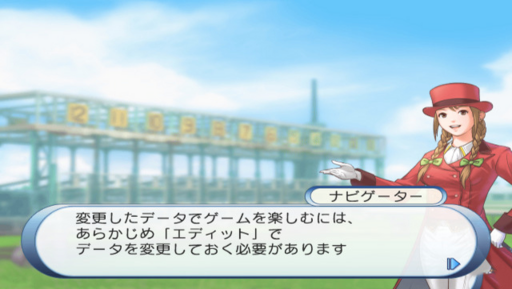 ナビゲーター
変更したデータでゲームを楽しむには、
あらかじめ「エディット」で
データを変更しておく必要があります